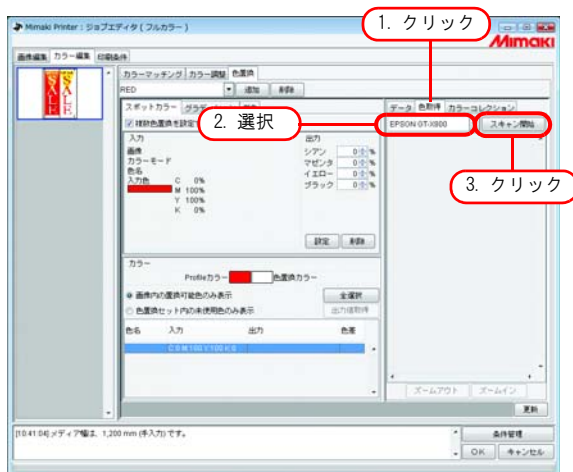 Mimaki Printer : ジョブエディタ ( フルカラー )
1. クリック
Mimaki
画像編集 カラー編集 印刷条件
カラーマッチング カラー調整 色置換
RED 追加 削除
スポットカラー
データ 色取得 カラーコレクション
2. 選択
EPSON GT-X800 スキャン開始
3. クリック
入力 出力
画像
カラーモード
色名
入力色 C 0%
M 100%
Y 100%
K 0%
シアン 0 %
マゼンタ 0 %
イエロー 0 %
ブラック 0 %
設定 削除
カラー
Profileカラー 色置換カラー
画像内の置換可能色のみ表示 全選択
色置換セット内の未使用色のみ表示 出力値取得
色名 入力 出力 色差
C:0 M:100 Y:100 K:0
ズームアウト ズームイン
更新
[10:41:04] メディア幅は、1,200 mm (手入力) です。
条件管理
OK キャンセル
SALE
SALE